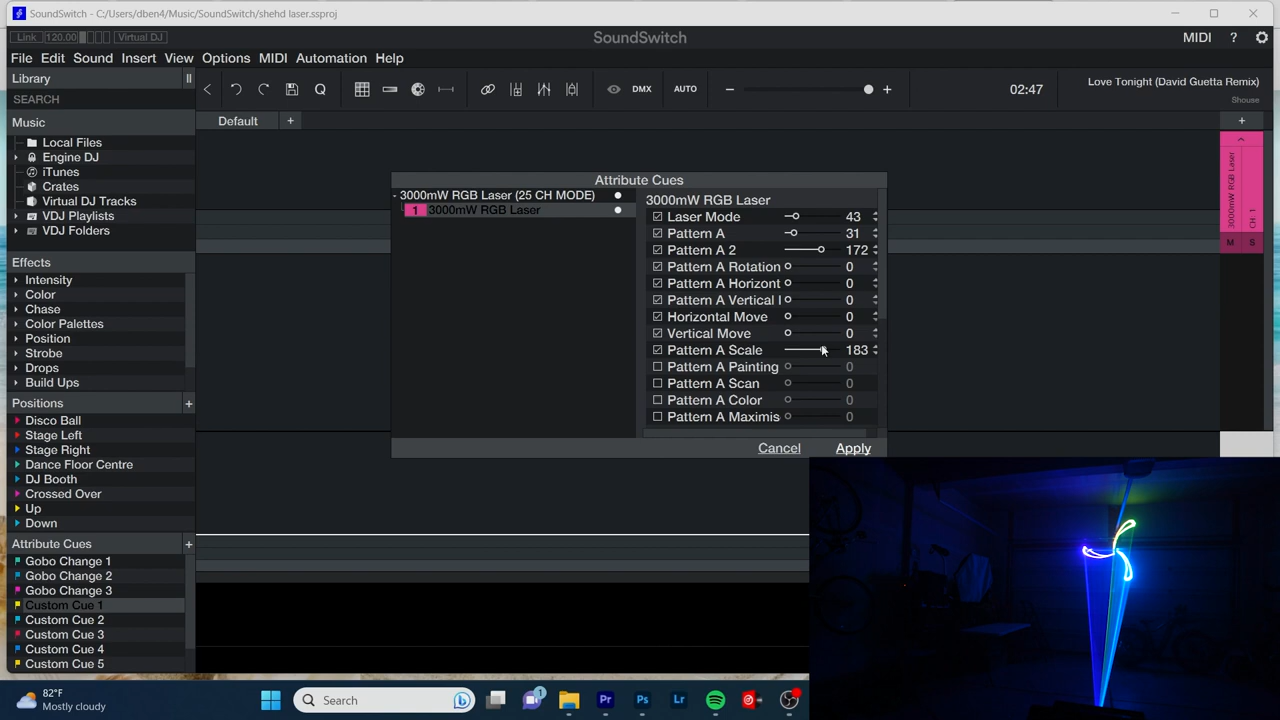 SoundSwitch - C:/Users/dben4/Music/SoundSwitch/shehd laser.ssproj
Link 120.00 Virtual DJ
SoundSwitch
MIDI ?
File Edit Sound Insert View Options MIDI Automation Help
Library
SEARCH
Music
Local Files
Engine DJ
iTunes
Crates
Virtual DJ Tracks
VDJ Playlists
VDJ Folders
Effects
Intensity
Color
Chase
Color Palettes
Position
Strobe
Drops
Build Ups
Positions +
Disco Ball
Stage Left
Stage Right
Dance Floor Centre
DJ Booth
Crossed Over
Up
Down
Attribute Cues +
Gobo Change 1
Gobo Change 2
Gobo Change 3
Custom Cue 1
Custom Cue 2
Custom Cue 3
Custom Cue 4
Custom Cue 5
Q DMX AUTO - + 02:47
Love Tonight (David Guetta Remix)
Shouse
Default +
+
3000mW RGB Laser
CH: 1
M S
Attribute Cues
- 3000mW RGB Laser (25 CH MODE)
1 3000mW RGB Laser
3000mW RGB Laser
Laser Mode 43
Pattern A 31
Pattern A 2 172
Pattern A Rotation 0
Pattern A Horizont 0
Pattern A Vertical I 0
Horizontal Move 0
Vertical Move 0
Pattern A Scale 183
Pattern A Painting 0
Pattern A Scan 0
Pattern A Color 0
Pattern A Maximis 0
Cancel Apply
82°F
Mostly cloudy
Search
1
Pr
Ps
Lr